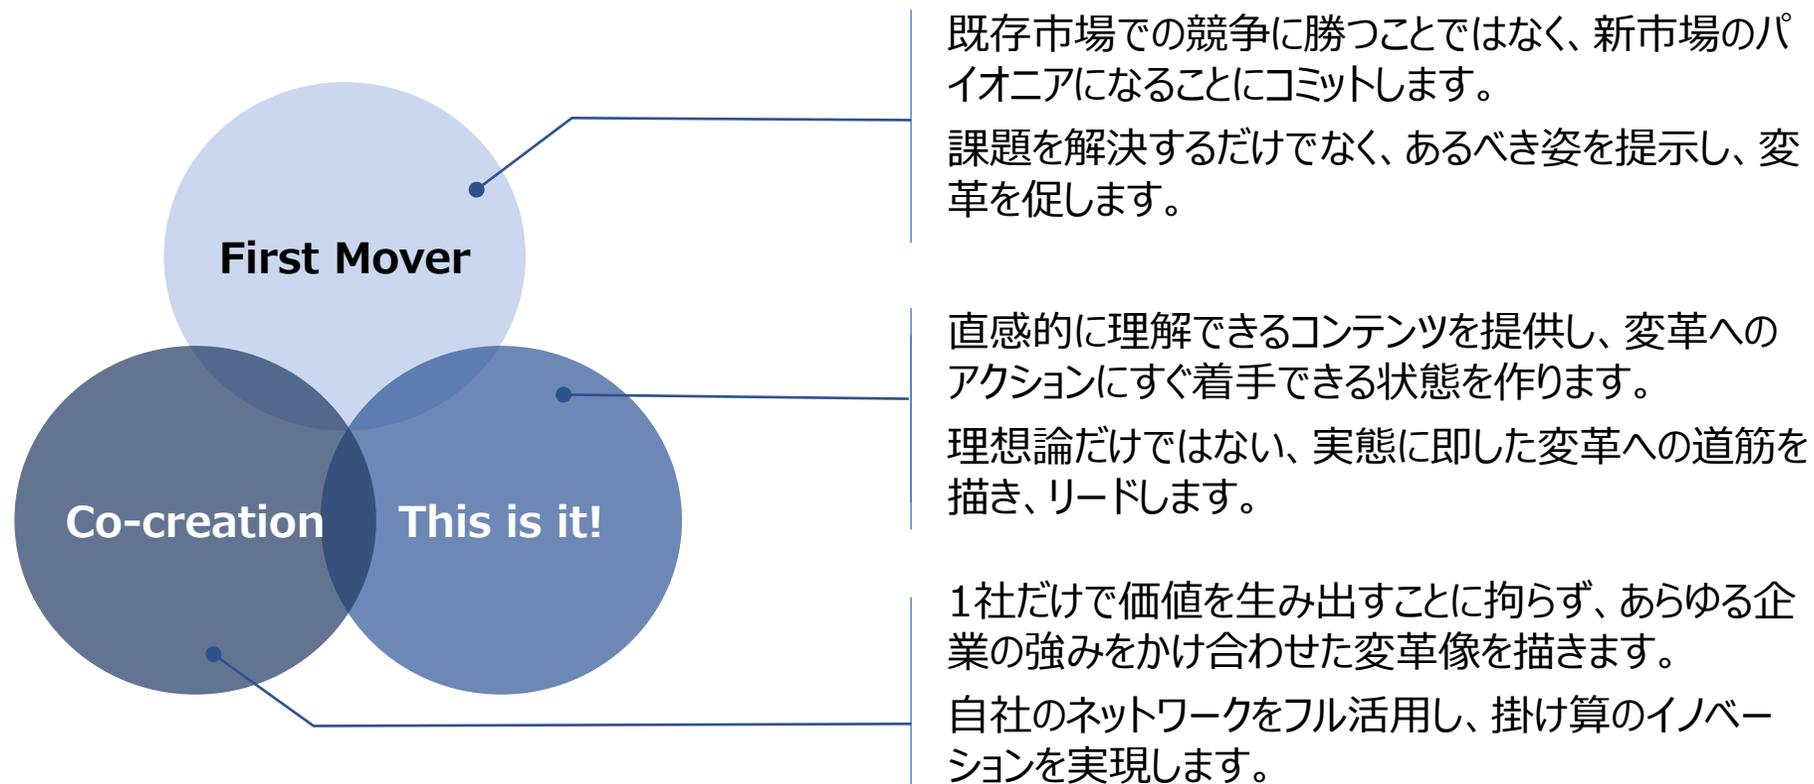 既存市場での競争に勝つことではなく、新市場のパ
イオニアになることにコミットします。
課題を解決するだけでなく、あるべき姿を提示し、変
革を促します。
First Mover
直感的に理解できるコンテンツを提供し、変革への
アクションにすぐ着手できる状態を作ります。
理想論だけではない、実態に即した変革への道筋を
描き、リードします。
Co-creation
This is it!
1社だけで価値を生み出すことに拘らず、あらゆる企
業の強みをかけ合わせた変革像を描きます。
自社のネットワークをフル活用し、掛け算のイノベー
ションを実現します。